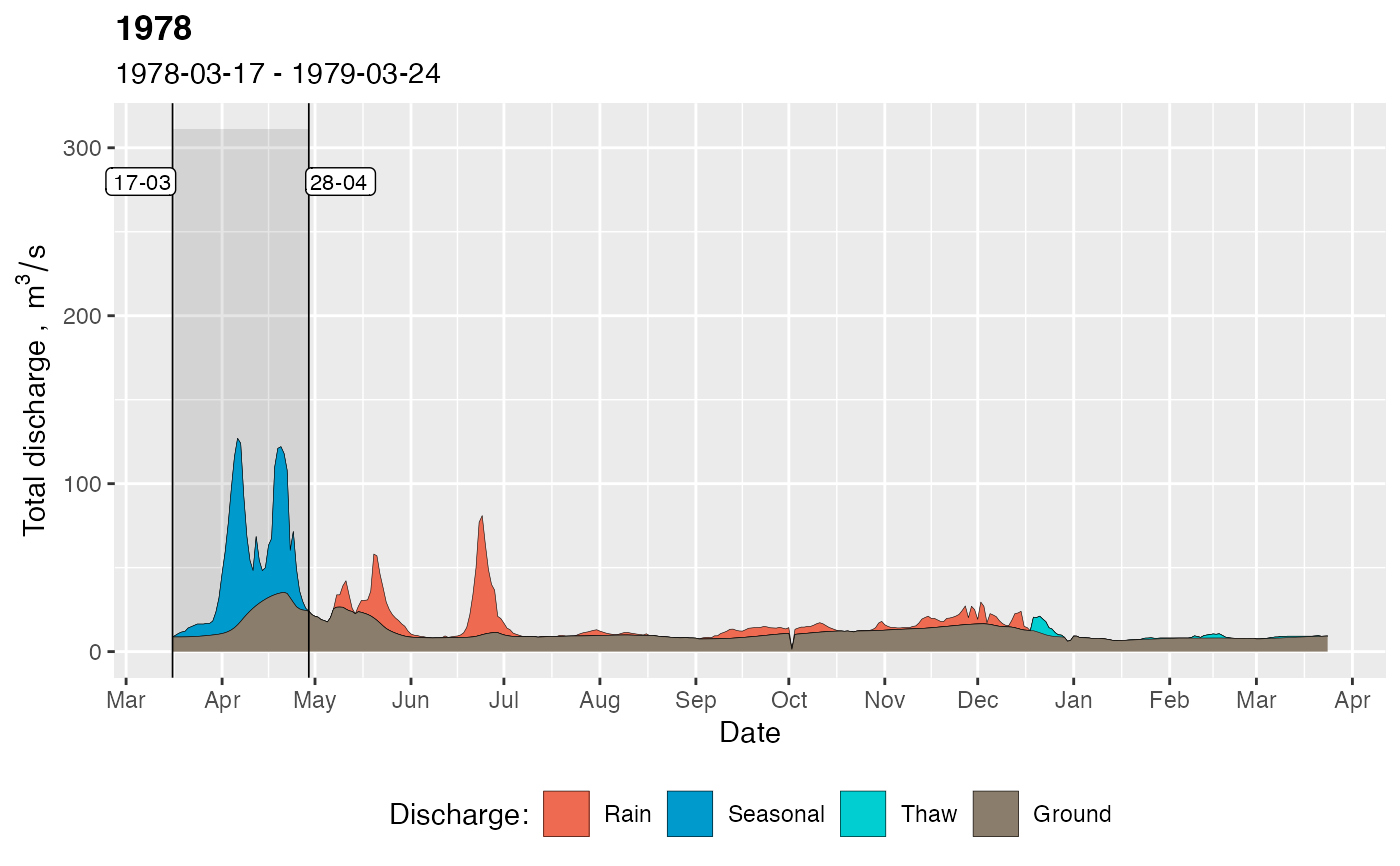 1978
1978-03-17 - 1979-03-24
Total discharge , m³/s
300
200
100
0
17-03
28-04
Mar Apr May Jun Jul Aug Sep Oct Nov Dec Jan Feb Mar Apr
Date
Discharge: Rain Seasonal Thaw Ground